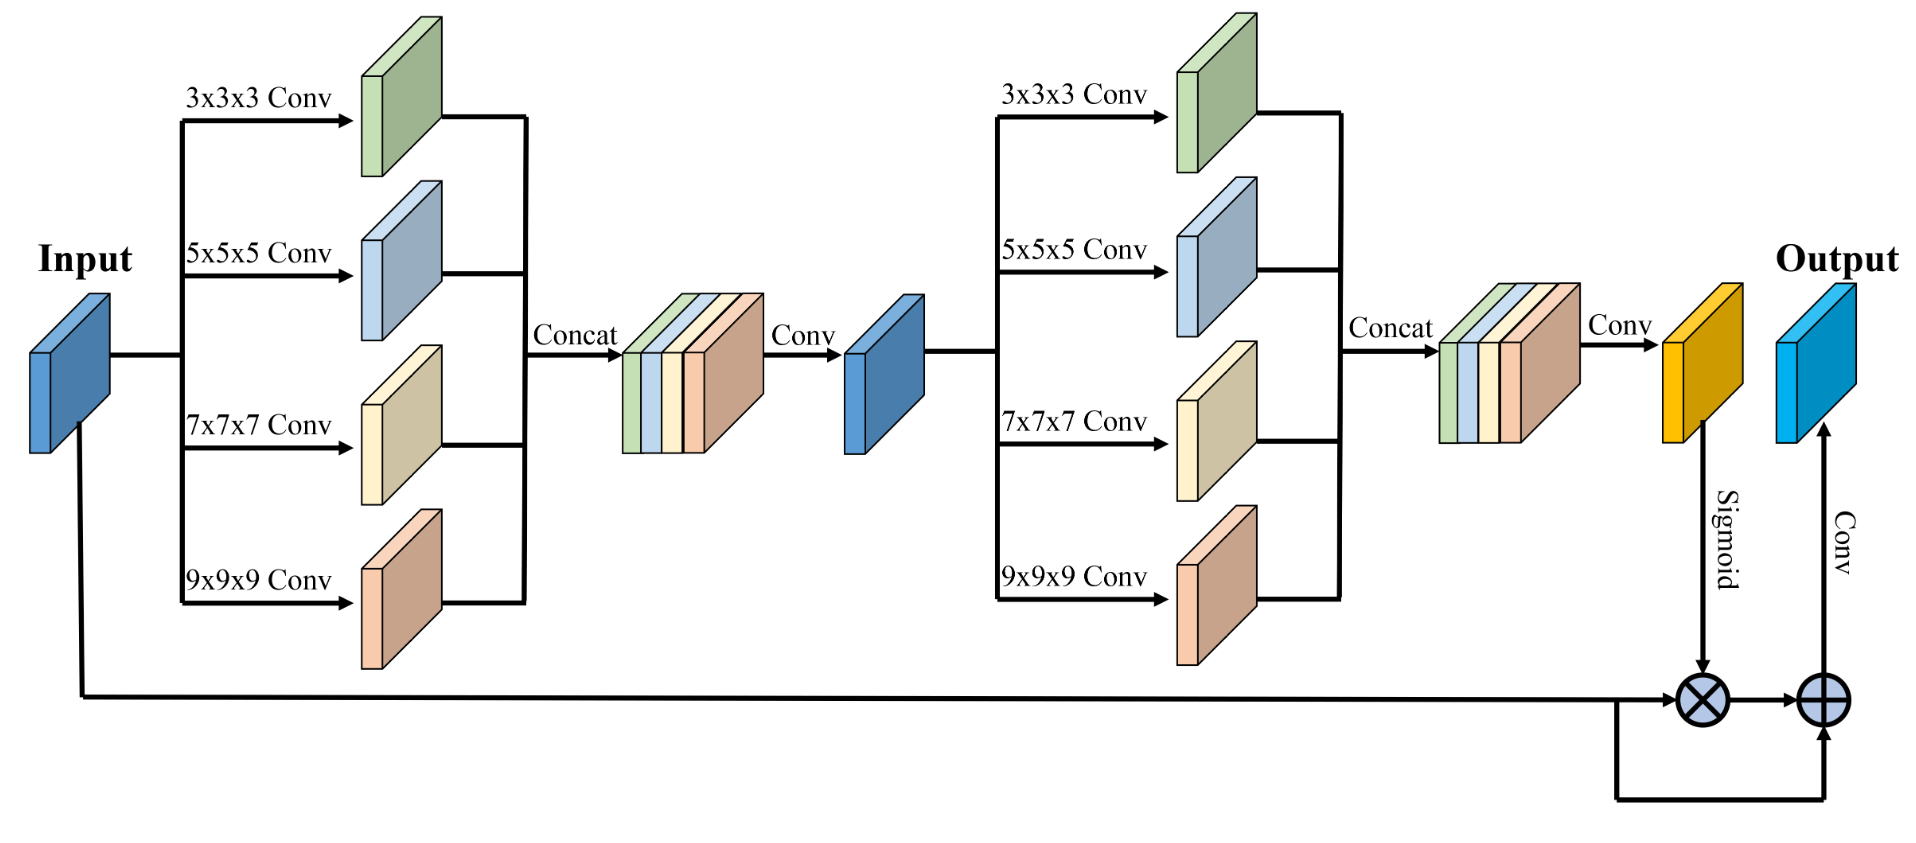 Input
3x3x3 Conv
5x5x5 Conv
7x7x7 Conv
9x9x9 Conv
Concat
Conv
3x3x3 Conv
5x5x5 Conv
7x7x7 Conv
9x9x9 Conv
Concat
Conv
Sigmoid
Output
Conv